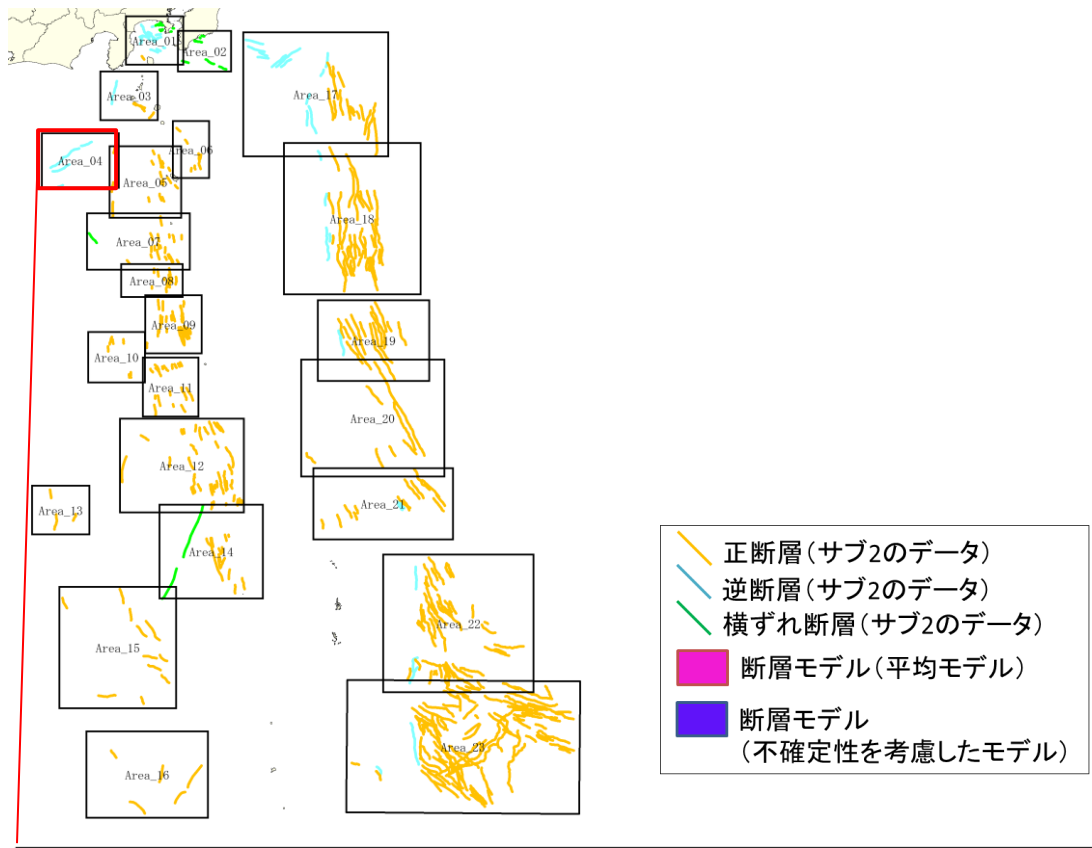 Area_01
Area_02
Area_03
Area_17
Area_04
Area_06
Area_05
Area_18
Area_07
Area_08
Area_09
Area_19
Area_10
Area_11
Area_20
Area_12
Area_13
Area_21
Area_14
Area_15
Area_22
Area_16
Area_23
正断層(サブ2のデータ)
逆断層(サブ2のデータ)
横ずれ断層(サブ2のデータ)
断層モデル(平均モデル)
断層モデル
(不確定性を考慮したモデル)